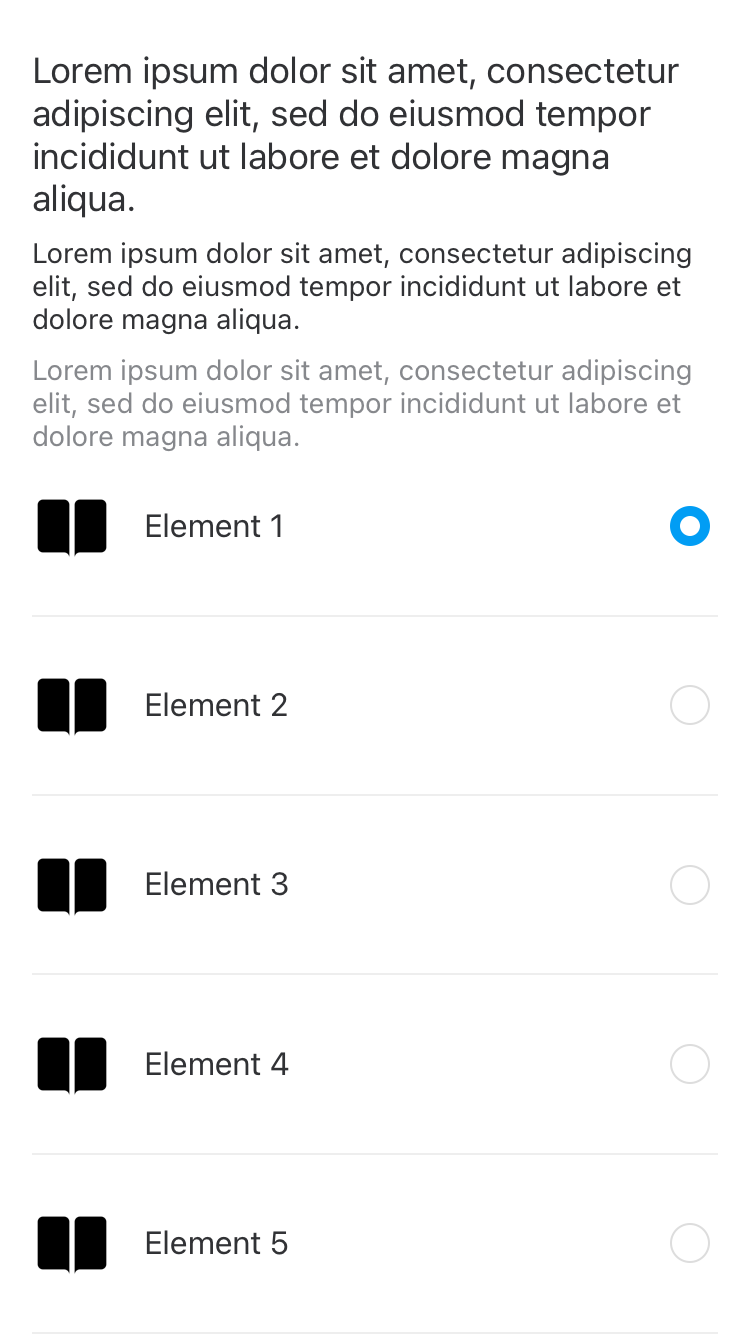 Lorem ipsum dolor sit amet, consectetur
adipiscing elit, sed do eiusmod tempor
incididunt ut labore et dolore magna
aliqua.
Lorem ipsum dolor sit amet, consectetur adipiscing
elit, sed do eiusmod tempor incididunt ut labore et
dolore magna aliqua.
Lorem ipsum dolor sit amet, consectetur adipiscing
elit, sed do eiusmod tempor incididunt ut labore et
dolore magna aliqua.
Element 1
Element 2
Element 3
Element 4
Element 5